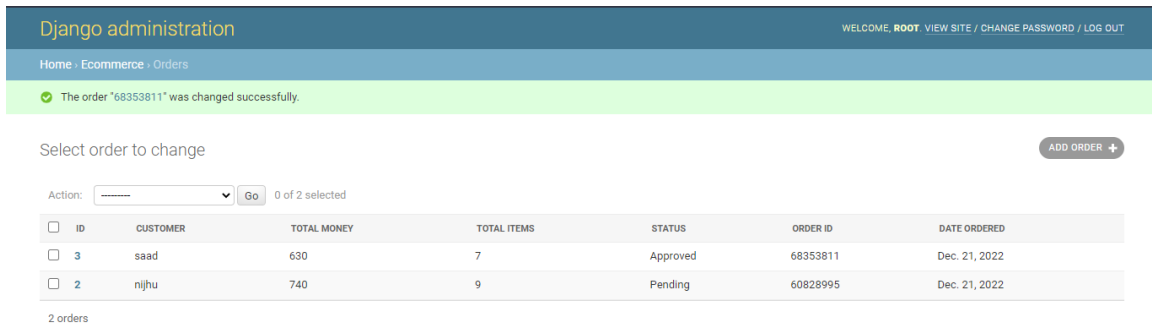 Django administration
WELCOME, ROOT. VIEW SITE / CHANGE PASSWORD / LOG OUT
Home › Ecommerce › Orders
The order "68353811" was changed successfully.
Select order to change
ADD ORDER +
Action: --------- Go 0 of 2 selected
ID CUSTOMER TOTAL MONEY TOTAL ITEMS STATUS ORDER ID DATE ORDERED
3 saad 630 7 Approved 68353811 Dec. 21, 2022
2 nijhu 740 9 Pending 60828995 Dec. 21, 2022
2 orders